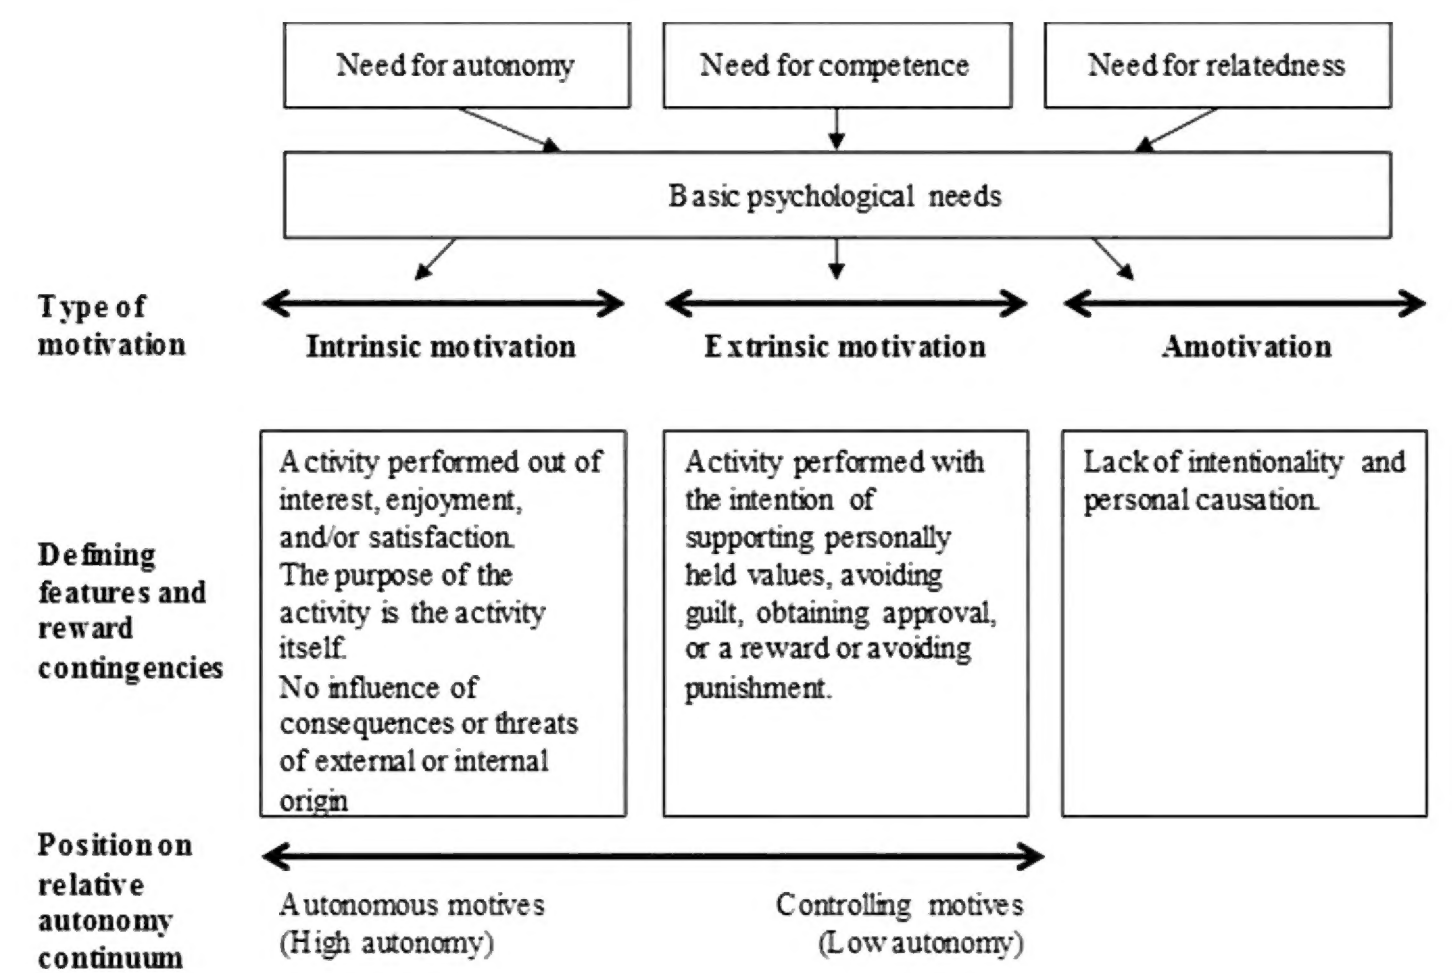 Need for autonomy
Need for competence
Need for relatedness
Basic psychological needs
Type of
motivation
Intrinsic motivation
Extrinsic motivation
Amotivation
Defining
features and
reward
contingencies
Activity performed out of
interest, enjoyment,
and/or satisfaction.
The purpose of the
activity is the activity
itself.
No influence of
consequences or threats
of external or internal
origin
Activity performed with
the intention of
supporting personally
held values, avoiding
guilt, obtaining approval,
or a reward or avoiding
punishment.
Lack of intentionality and
personal causation.
Position on
relative
autonomy
continuum
Autonomous motives
(High autonomy)
Controlling motives
(Low autonomy)